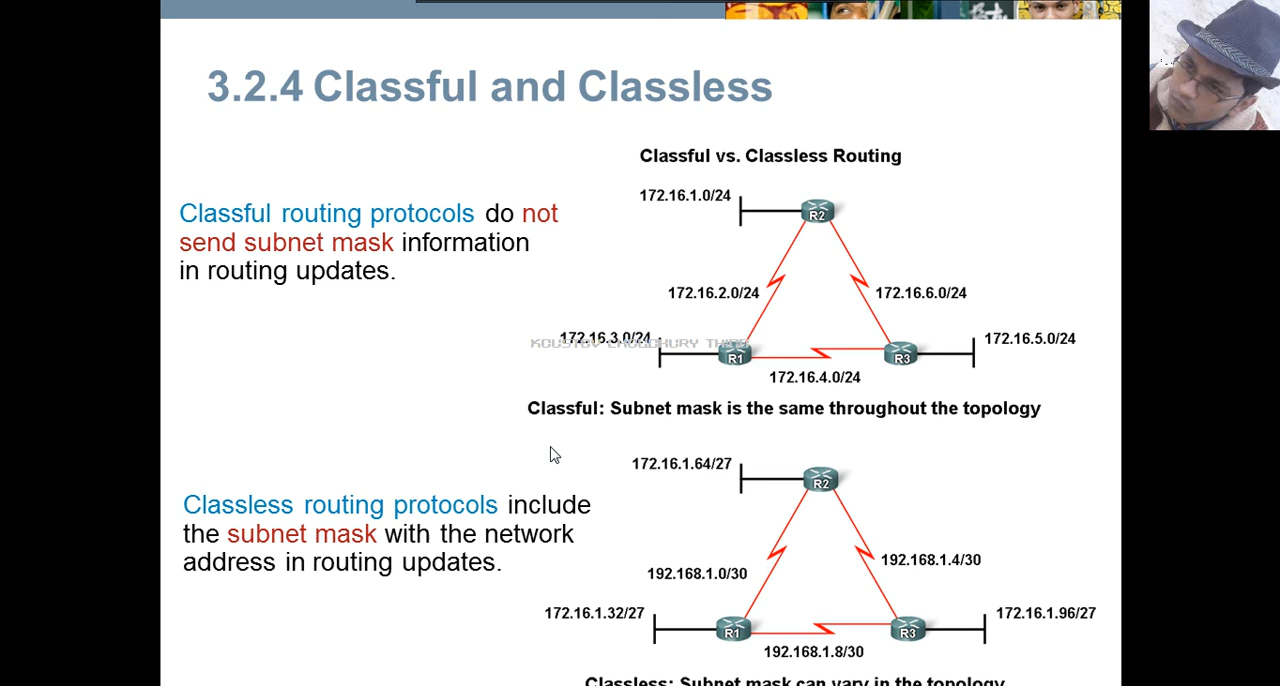 3.2.4 Classful and Classless
Classful vs. Classless Routing
172.16.1.0/24
R2
Classful routing protocols do not
send subnet mask information
in routing updates.
172.16.2.0/24
172.16.6.0/24
172.16.3.0/24
172.16.5.0/24
KOUSTOV CHOUDHURY
R1
R3
172.16.4.0/24
Classful: Subnet mask is the same throughout the topology
172.16.1.64/27
R2
Classless routing protocols include
the subnet mask with the network
address in routing updates.
192.168.1.4/30
192.168.1.0/30
172.16.1.32/27
172.16.1.96/27
R1
R3
192.168.1.8/30
Classless: Subnet mask can vary in the topology